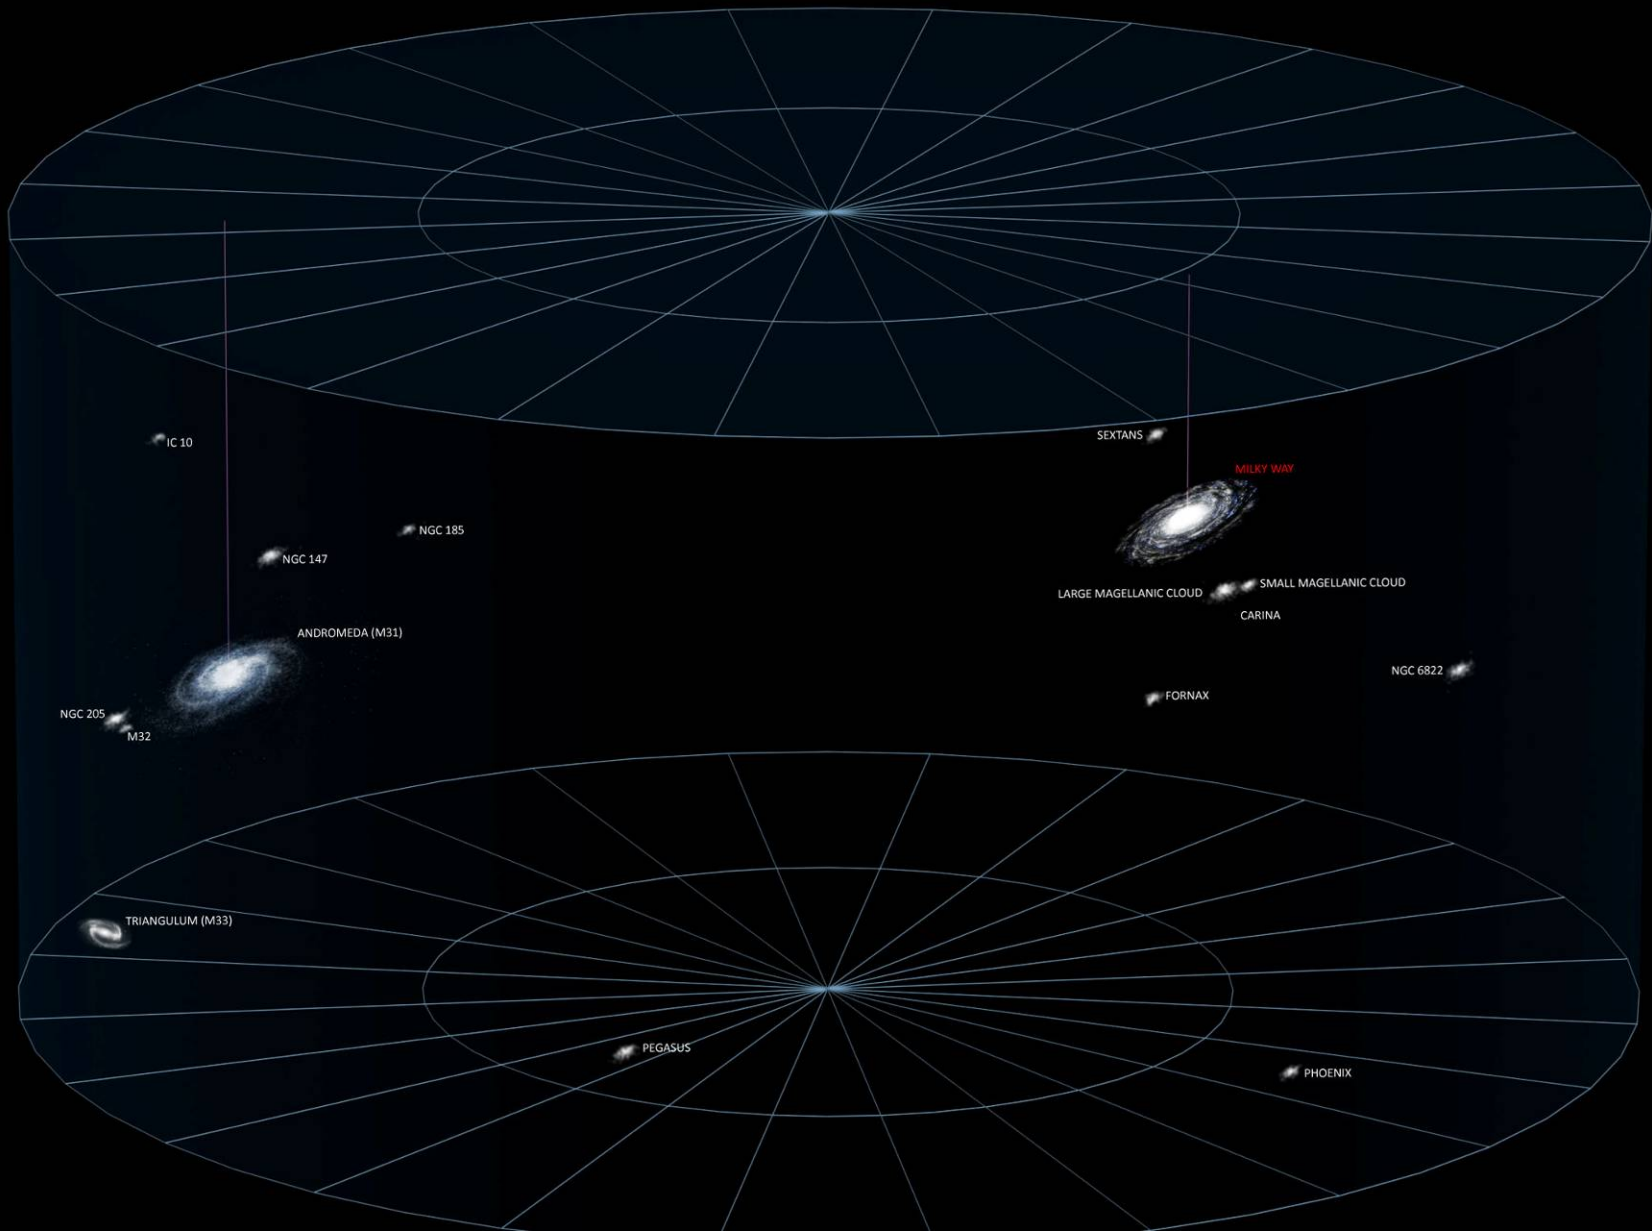 SEXTANS
IC 10
MILKY WAY
NGC 185
NGC 147
SMALL MAGELLANIC CLOUD
LARGE MAGELLANIC CLOUD
CARINA
ANDROMEDA (M31)
NGC 6822
FORNAX
NGC 205
M32
TRIANGULUM (M33)
PEGASUS
PHOENIX